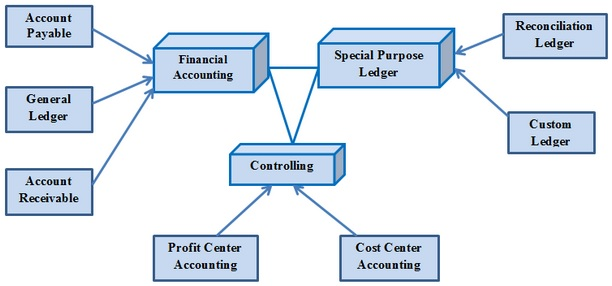 Account
Payable
Financial
Accounting
Special Purpose
Ledger
Reconciliation
Ledger
General
Ledger
Custom
Ledger
Account
Receivable
Controlling
Profit Center
Accounting
Cost Center
Accounting